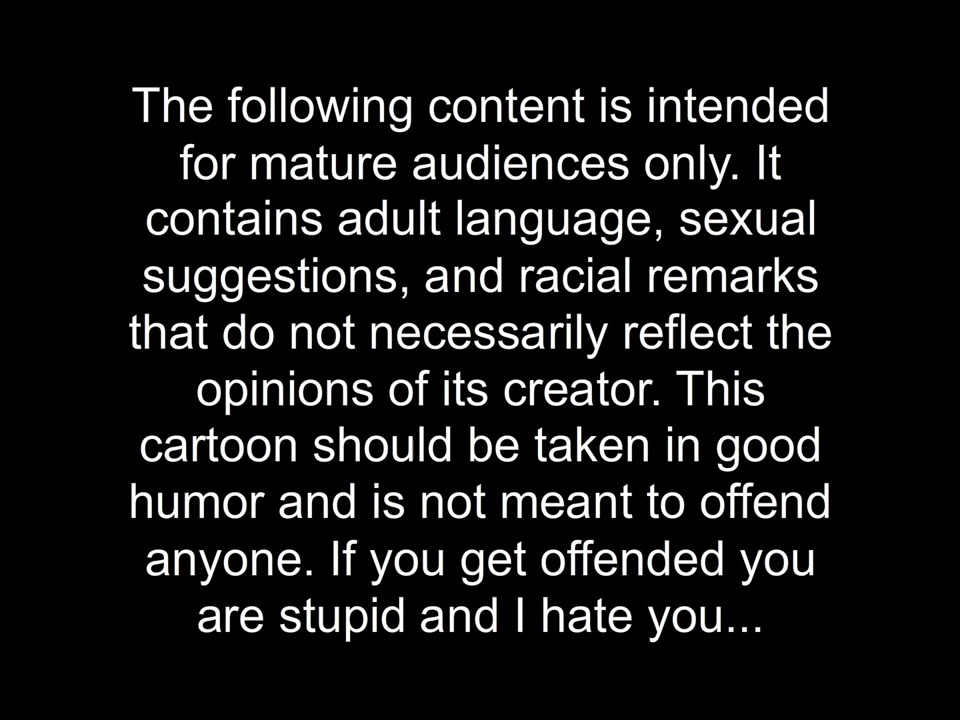 The following content is intended
for mature audiences only. It
contains adult language, sexual
suggestions, and racial remarks
that do not necessarily reflect the
opinions of its creator. This
cartoon should be taken in good
humor and is not meant to offend
anyone. If you get offended you
are stupid and I hate you...